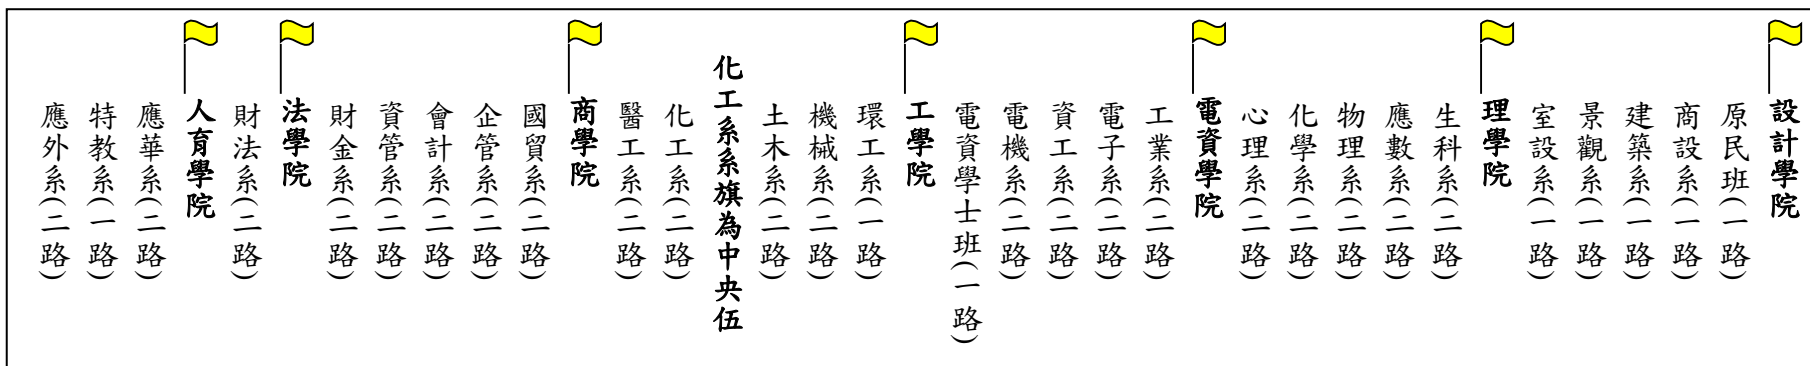 設計學院
原民班(一路)
商設系(一路)
建築系(一路)
景觀系(一路)
室設系(一路)
理學院
生科系(二路)
應數系(二路)
物理系(二路)
化學系(二路)
心理系(二路)
電資學院
工業系(二路)
電子系(二路)
資工系(二路)
電機系(二路)
電資學士班(一路)
工學院
環工系(一路)
機械系(二路)
土木系(二路)
化工系系旗為中央伍
化工系(二路)
醫工系(二路)
商學院
國貿系(二路)
企管系(二路)
會計系(二路)
資管系(二路)
財金系(二路)
法學院
財法系(二路)
人育學院
應華系(二路)
特教系(一路)
應外系(二路)